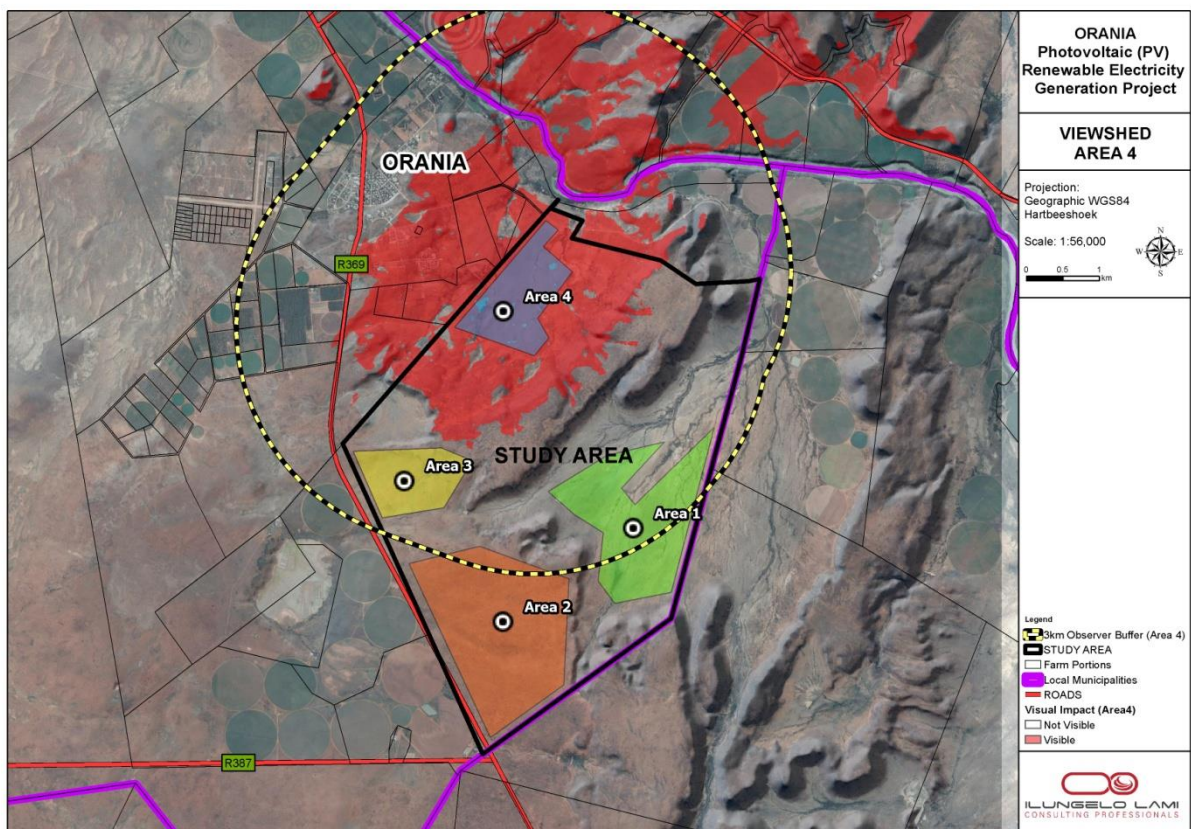 ORANIA
Photovoltaic (PV)
Renewable Electricity
Generation Project
VIEWSHED
AREA 4
Projection:
Geographic WGS84
Hartbeeshoek
Scale: 1:56,000
N
W
E
S
0 0.5 1
km
ORANIA
R369
Area 4
STUDY AREA
Area 3
Area 1
Area 2
R387
Legend
3km Observer Buffer (Area 4)
STUDY AREA
Farm Portions
Local Municipalities
ROADS
Visual Impact (Area4)
Not Visible
Visible
ILUNGELO LAMI
CONSULTING PROFESSIONALS